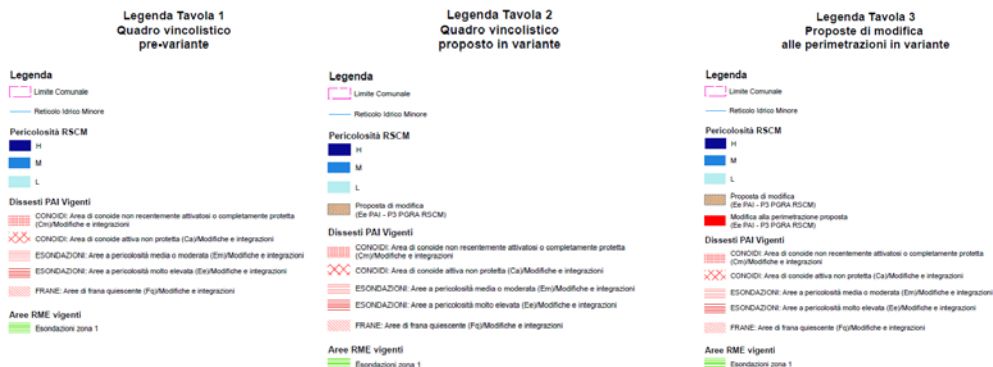 Legenda Tavola 1
Quadro vincolistico
pre-variante
Legenda
Limite Comunale
Reticolo Idrico Minore
Pericolosità RSCM
H
M
L
Dissesti PAI Vigenti
CONOIDI: Area di conoide non recentemente attivatosi o completamente protetta
(Cm)/Modifiche e integrazioni
CONOIDI: Area di conoide attiva non protetta (Ca)/Modifiche e integrazioni
ESONDAZIONI: Area a pericolosità media o moderata (Em)/Modifiche e integrazioni
ESONDAZIONI: Area a pericolosità molto elevata (Ee)/Modifiche e integrazioni
FRANE: Aree di frana quiescente (Fq)/Modifiche e integrazioni
Aree RME vigenti
Esondazioni zona 1
Legenda Tavola 2
Quadro vincolistico
proposto in variante
Legenda
Limite Comunale
Reticolo Idrico Minore
Pericolosità RSCM
H
M
L
Proposta di modifica
(Ee PAI - P3 PGRA RSCM)
Dissesti PAI Vigenti
CONOIDI: Area di conoide non recentemente attivatosi o completamente protetta
(Cm)/Modifiche e integrazioni
CONOIDI: Area di conoide attiva non protetta (Ca)/Modifiche e integrazioni
ESONDAZIONI: Area a pericolosità media o moderata (Em)/Modifiche e integrazioni
ESONDAZIONI: Area a pericolosità molto elevata (Ee)/Modifiche e integrazioni
FRANE: Aree di frana quiescente (Fq)/Modifiche e integrazioni
Aree RME vigenti
Esondazioni zona 1
Legenda Tavola 3
Proposte di modifica
alle perimetrazioni in variante
Legenda
Limite Comunale
Reticolo Idrico Minore
Pericolosità RSCM
H
M
L
Proposta di modifica
(Ee PAI - P3 PGRA RSCM)
Modifica alla perimetrazione proposta
(Ee PAI - P3 PGRA RSCM)
Dissesti PAI Vigenti
CONOIDI: Area di conoide non recentemente attivatosi o completamente protetta
(Cm)/Modifiche e integrazioni
CONOIDI: Area di conoide attiva non protetta (Ca)/Modifiche e integrazioni
ESONDAZIONI: Area a pericolosità media o moderata (Em)/Modifiche e integrazioni
ESONDAZIONI: Area a pericolosità molto elevata (Ee)/Modifiche e integrazioni
FRANE: Aree di frana quiescente (Fq)/Modifiche e integrazioni
Aree RME vigenti
Esondazioni zona 1